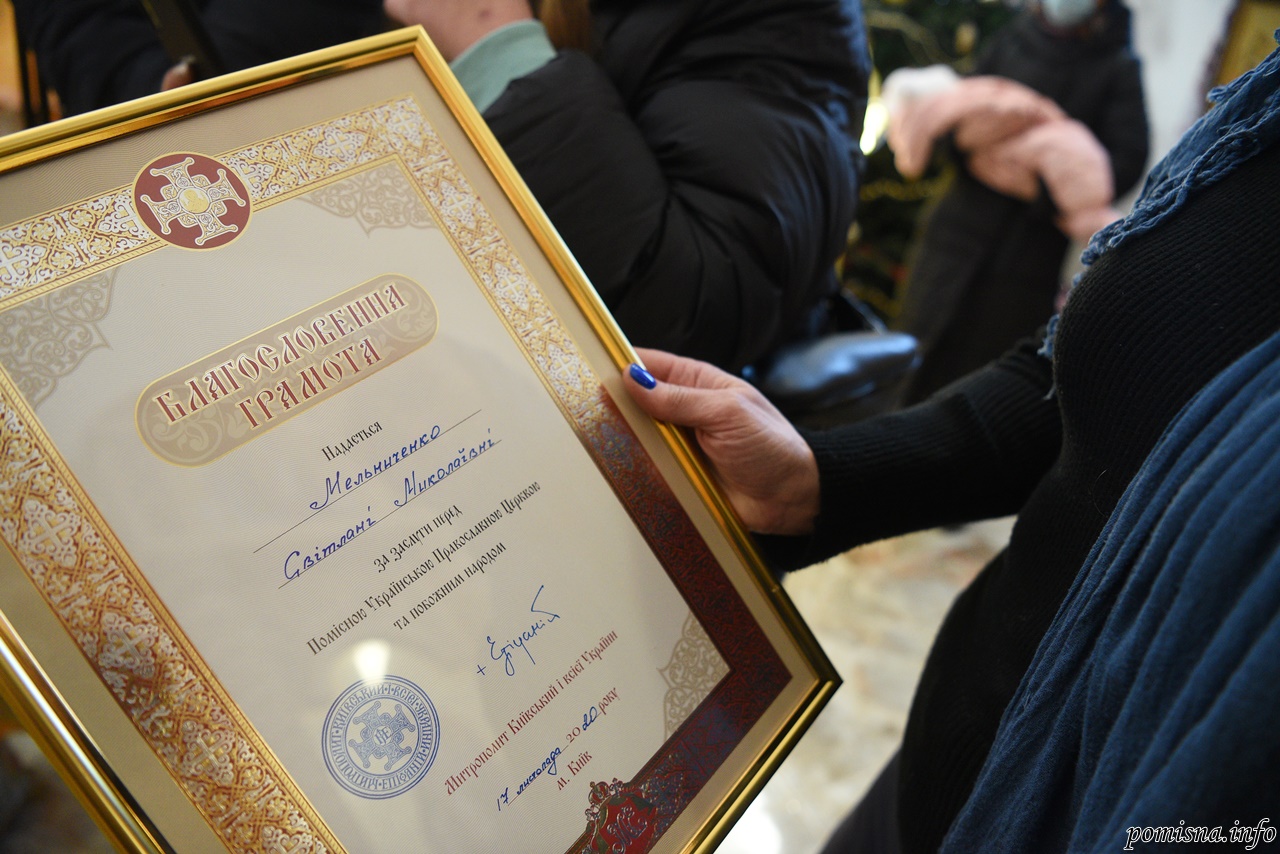 БЛАГОСЛОВЕННА
ГРАМОТА
Надається
Мельниченко
Світлані Миколаївні
за заслуги перед
Помісною Українською Православною Церквою
та побожним народом
+ Епіфаній
Митрополит Київський і всієї України
17 листопада 2020 року
м. Київ
pomisna.info